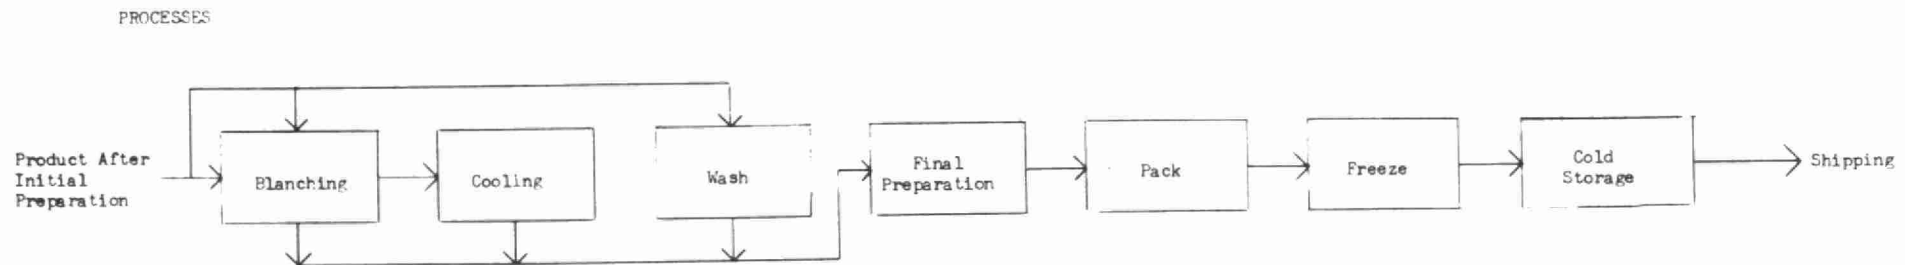 PROCESSES
Product After
Initial
Preparation
Blanching
Cooling
Wash
Final
Preparation
Pack
Freeze
Cold
Storage
Shipping